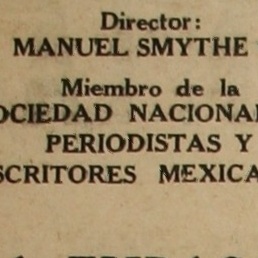 Director:
MANUEL SMYTHE
Miembro de la
OCIEDAD NACIONAL
PERIODISTAS Y
SCRITORES MEXICA